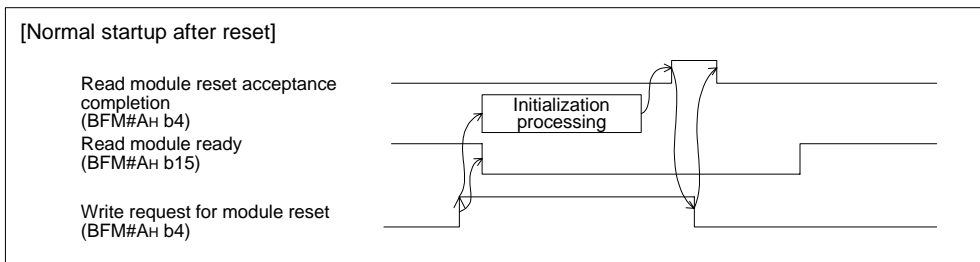 [Normal startup after reset]
Read module reset acceptance
completion
(BFM#AH b4)
Initialization
processing
Read module ready
(BFM#AH b15)
Write request for module reset
(BFM#AH b4)